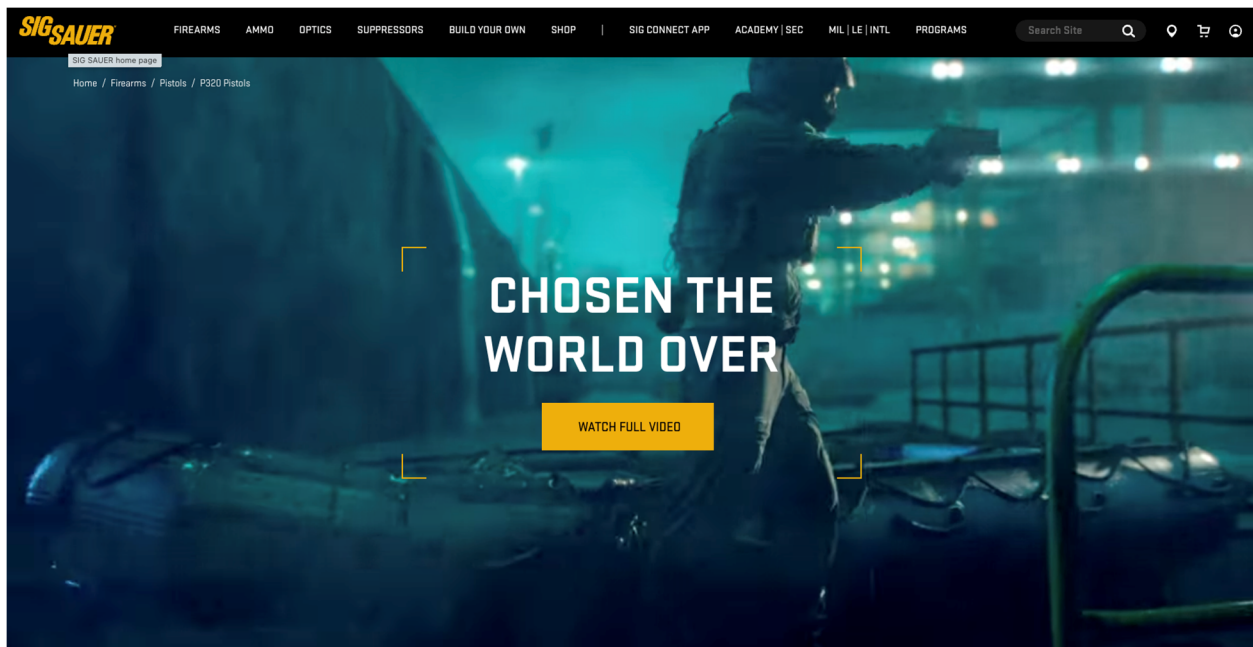 SIG SAUER
FIREARMS AMMO OPTICS SUPPRESSORS BUILD YOUR OWN SHOP | SIG CONNECT APP ACADEMY | SEC MIL | LE | INTL PROGRAMS Search Site
SIG SAUER home page
Home / Firearms / Pistols / P320 Pistols
CHOSEN THE
WORLD OVER
WATCH FULL VIDEO